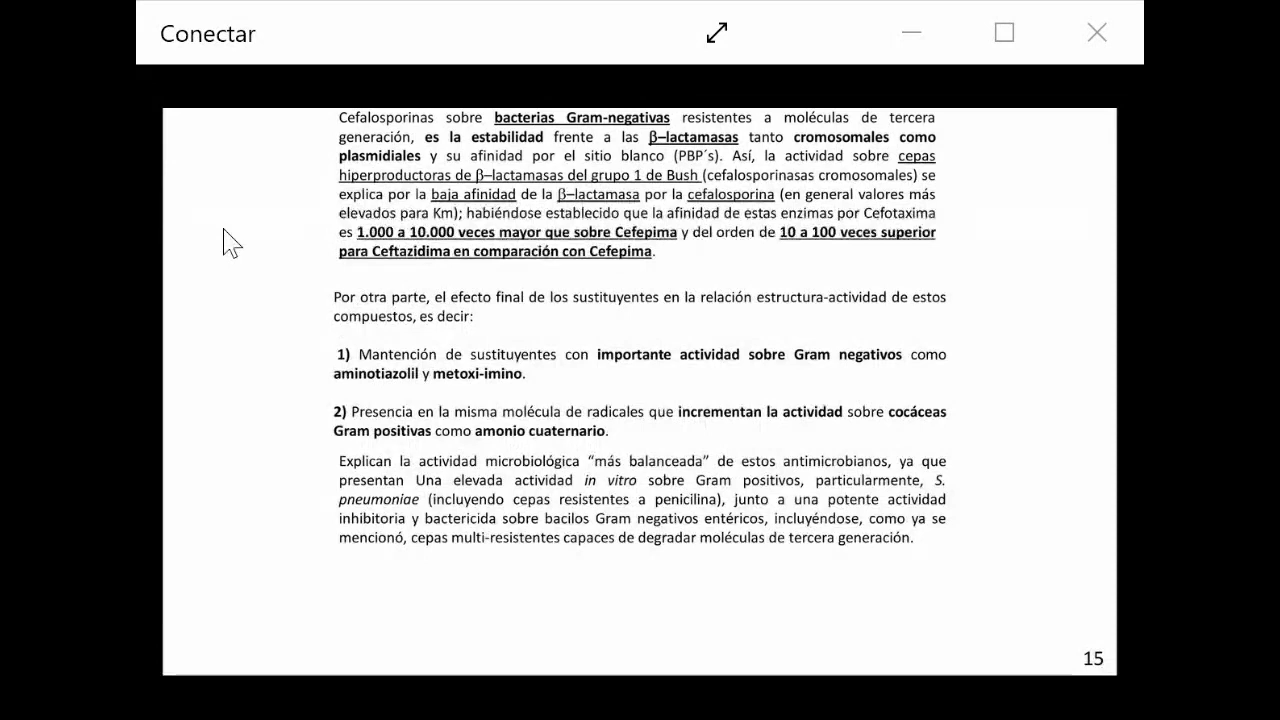 Conectar
Cefalosporinas sobre bacterias Gram-negativas resistentes a moléculas de tercera
generación, es la estabilidad frente a las β–lactamasas tanto cromosomales como
plasmidiales y su afinidad por el sitio blanco (PBP´s). Así, la actividad sobre cepas
hiperproductoras de β–lactamasas del grupo 1 de Bush (cefalosporinasas cromosomales) se
explica por la baja afinidad de la β–lactamasa por la cefalosporina (en general valores más
elevados para Km); habiéndose establecido que la afinidad de estas enzimas por Cefotaxima
es 1.000 a 10.000 veces mayor que sobre Cefepima y del orden de 10 a 100 veces superior
para Ceftazidima en comparación con Cefepima.
Por otra parte, el efecto final de los sustituyentes en la relación estructura-actividad de estos
compuestos, es decir:
1) Mantención de sustituyentes con importante actividad sobre Gram negativos como
aminotiazolil y metoxi-imino.
2) Presencia en la misma molécula de radicales que incrementan la actividad sobre cocáceas
Gram positivas como amonio cuaternario.
Explican la actividad microbiológica “más balanceada” de estos antimicrobianos, ya que
presentan Una elevada actividad in vitro sobre Gram positivos, particularmente, S.
pneumoniae (incluyendo cepas resistentes a penicilina), junto a una potente actividad
inhibitoria y bactericida sobre bacilos Gram negativos entéricos, incluyéndose, como ya se
mencionó, cepas multi-resistentes capaces de degradar moléculas de tercera generación.
15